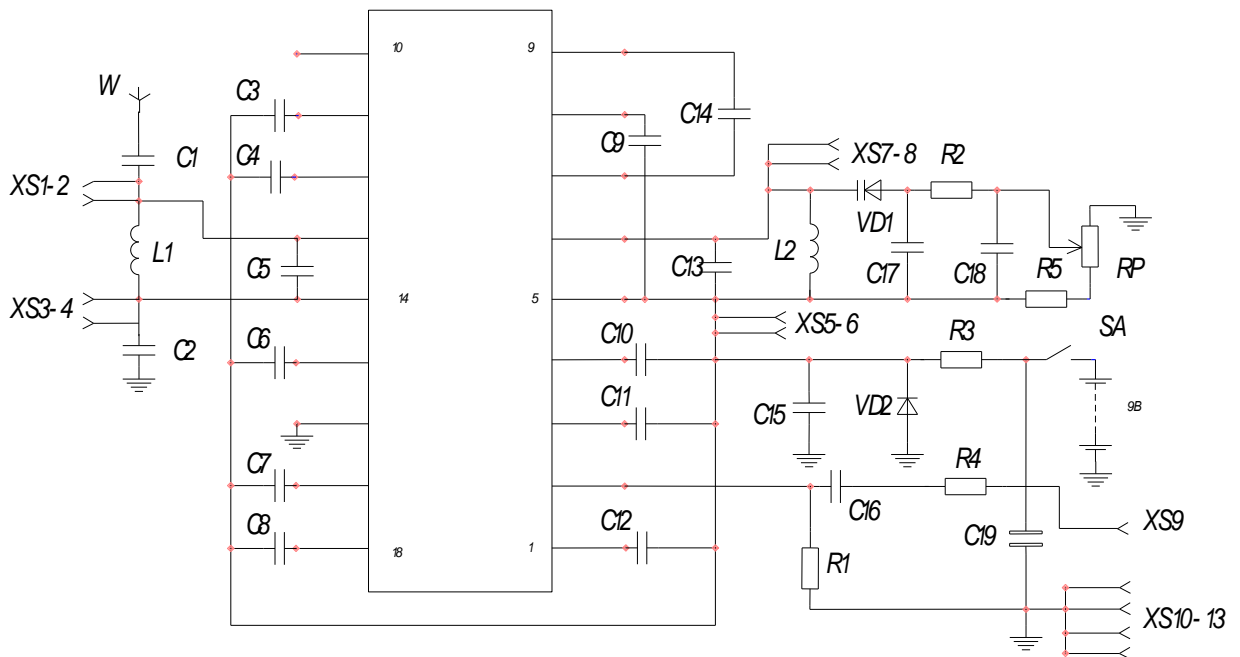 10
9
W
C3
C14
C9
C1
C4
XS7-8
R2
XS1-2
VD1
L1
C5
C13
L2
C17
C18
R5
RP
14
5
XS3-4
XS5-6
SA
C2
C6
C10
R3
C11
C15
VD2
9В
C7
R4
C16
C8
18
C12
1
R1
C19
XS9
XS10-13